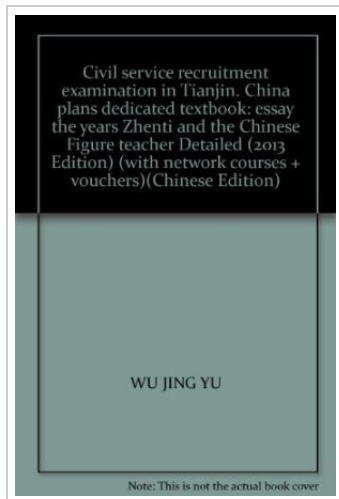 Civil service recruitment
examination in Tianjin. China
plans dedicated textbook: essay
the years Zhenti and the Chinese
Figure teacher Detailed (2013
Edition) (with network courses +
vouchers)(Chinese Edition)
WU JING YU
Note: This is not the actual book cover